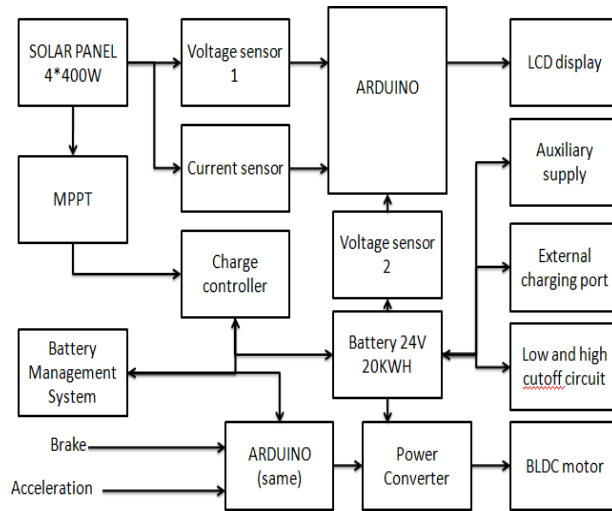 SOLAR PANEL
4*400W
Voltage sensor
1
ARDUINO
LCD display
Current sensor
Auxiliary
supply
MPPT
Voltage sensor
2
External
charging port
Charge
controller
Battery
Management
System
Battery 24V
20KWH
Low and high
cutoff circuit
Brake
Acceleration
ARDUINO
(same)
Power
Converter
BLDC motor